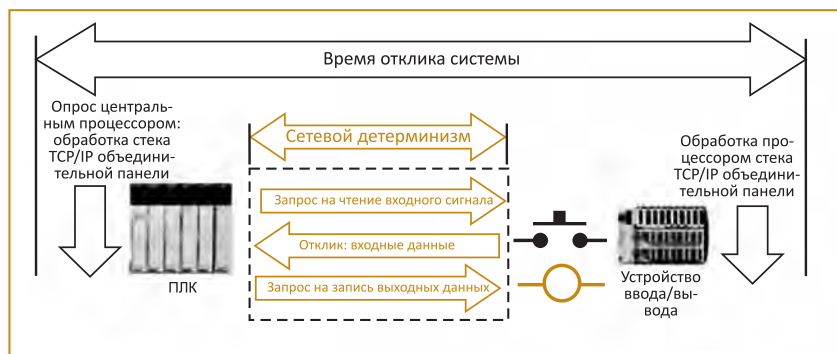 Время отклика системы
Опрос централь-
ным процессором:
обработка стека
TCP/IP объедини-
тельной панели
Сетевой детерминизм
Обработка про-
цессором стека
TCP/IP объедини-
тельной панели
Запрос на чтение входного сигнала
Отклик: входные данные
Запрос на запись выходных данных
ПЛК
Устройство
ввода/вы-
вода